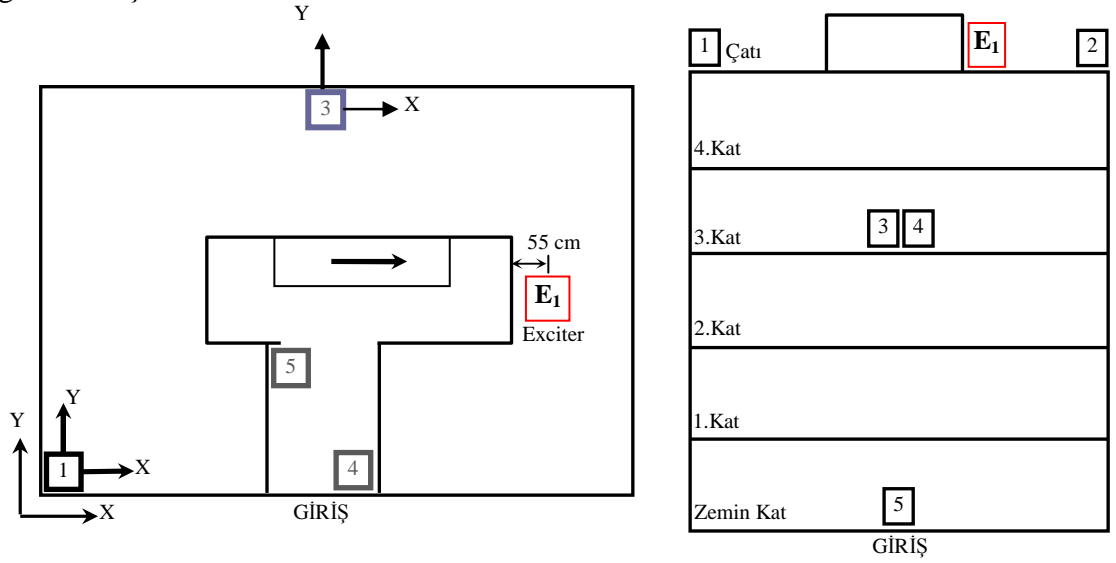 Y
3
X
55 cm
E₁
Exciter
5
Y
Y
1
X
4
X
GİRİŞ
1
Çatı
E₁
2
4.Kat
3.Kat
3
4
2.Kat
1.Kat
Zemin Kat
5
GİRİŞ